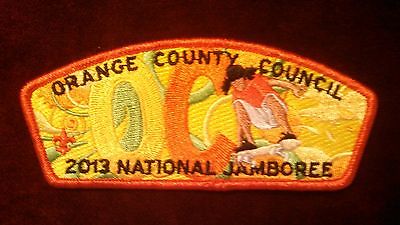 ORANGE COUNTY COUNCIL
OC
2013 NATIONAL JAMBOREE